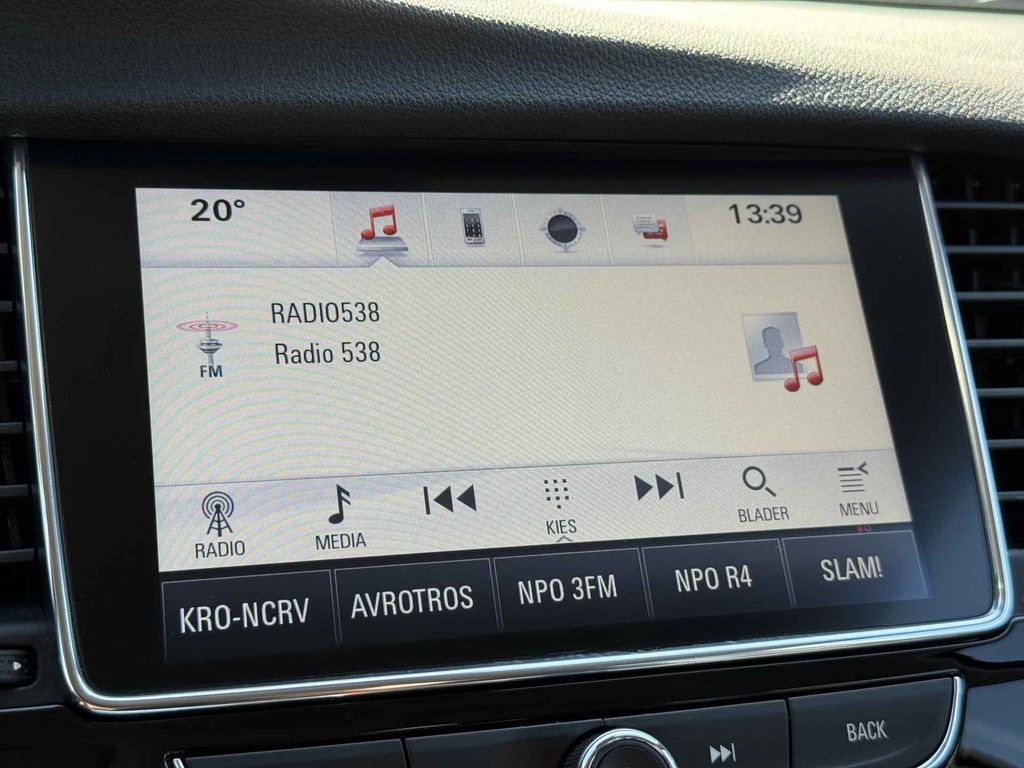 20° 13:39
RADIO538
Radio 538
FM
RADIO MEDIA KIES BLADER MENU
KRO-NCRV AVROTROS NPO 3FM NPO R4 SLAM!
BACK